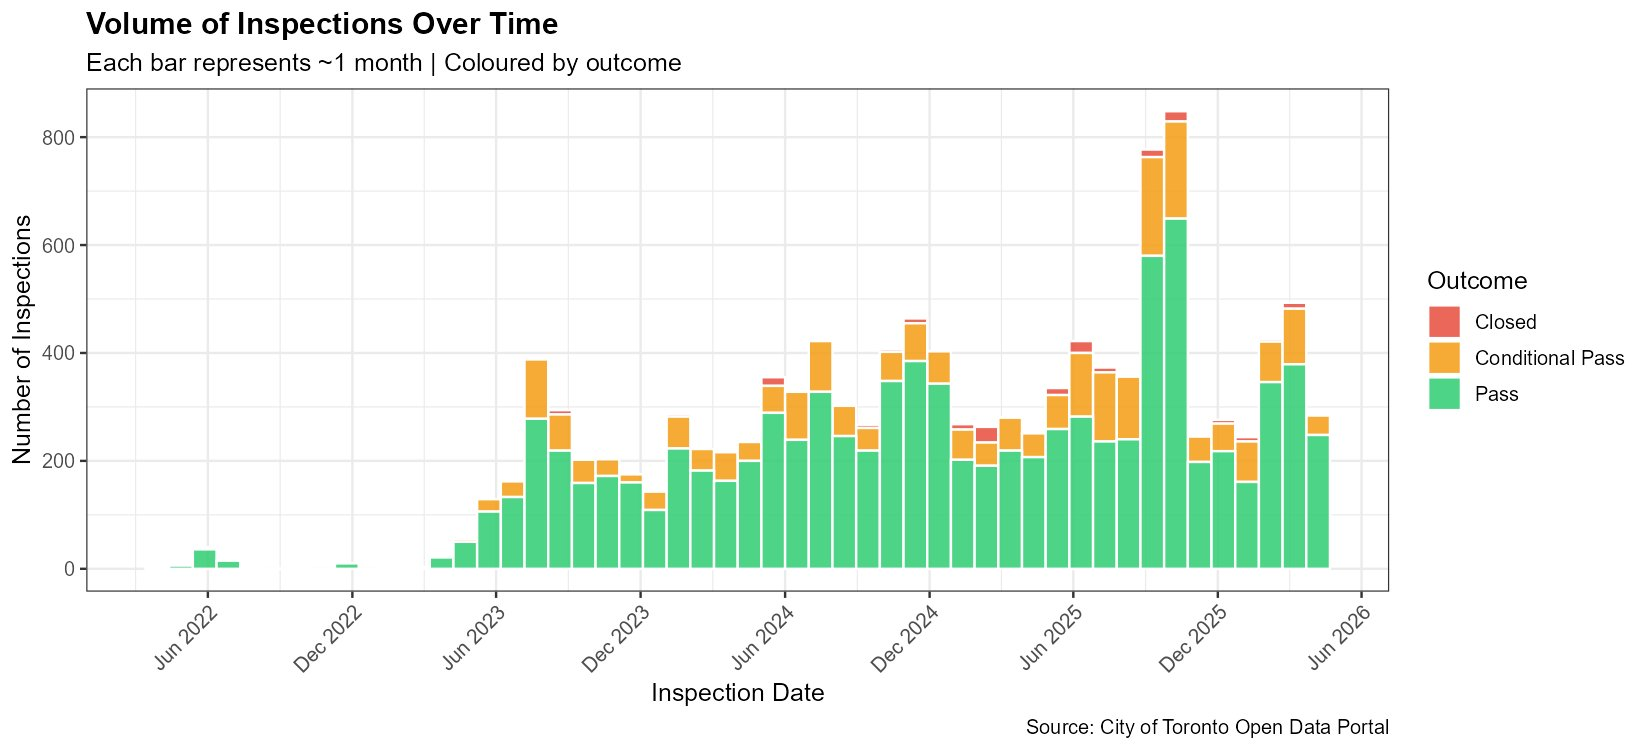 Volume of Inspections Over Time
Each bar represents ~1 month | Coloured by outcome
Number of Inspections
800
600
400
200
0
Jun 2022
Dec 2022
Jun 2023
Dec 2023
Jun 2024
Dec 2024
Jun 2025
Dec 2025
Jun 2026
Inspection Date
Outcome
Closed
Conditional Pass
Pass
Source: City of Toronto Open Data Portal